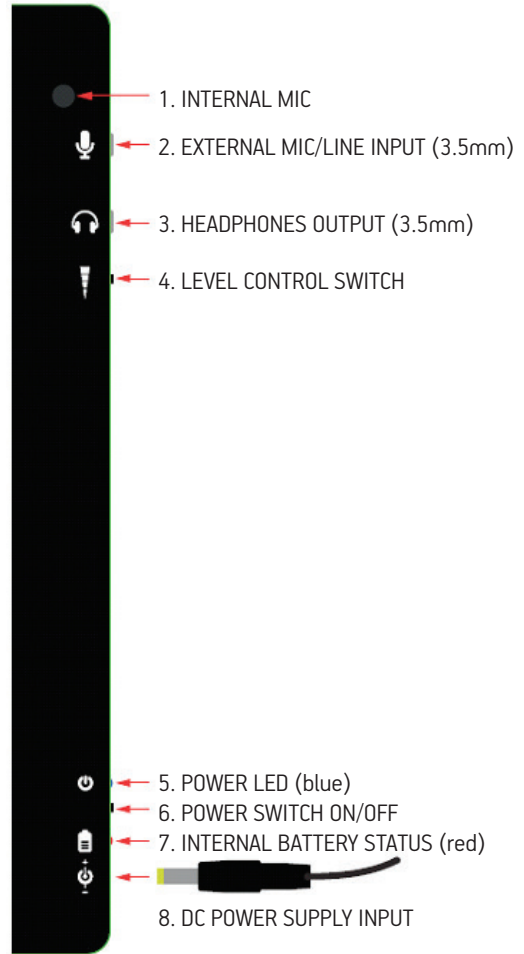 1. INTERNAL MIC
2. EXTERNAL MIC/LINE INPUT (3.5mm)
3. HEADPHONES OUTPUT (3.5mm)
4. LEVEL CONTROL SWITCH
5. POWER LED (blue)
6. POWER SWITCH ON/OFF
7. INTERNAL BATTERY STATUS (red)
8. DC POWER SUPPLY INPUT